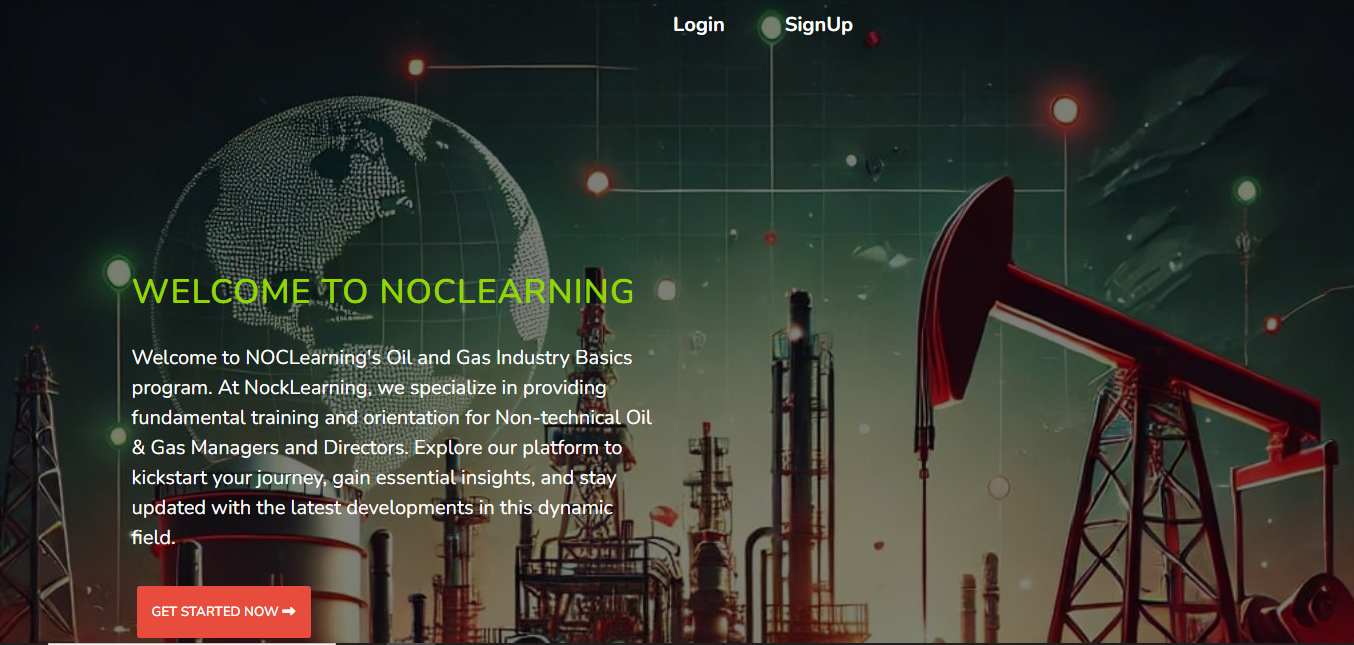 Login SignUp
WELCOME TO NOCLEARNING
Welcome to NOCLearning's Oil and Gas Industry Basics
program. At NockLearning, we specialize in providing
fundamental training and orientation for Non-technical Oil
& Gas Managers and Directors. Explore our platform to
kickstart your journey, gain essential insights, and stay
updated with the latest developments in this dynamic
field.
GET STARTED NOW